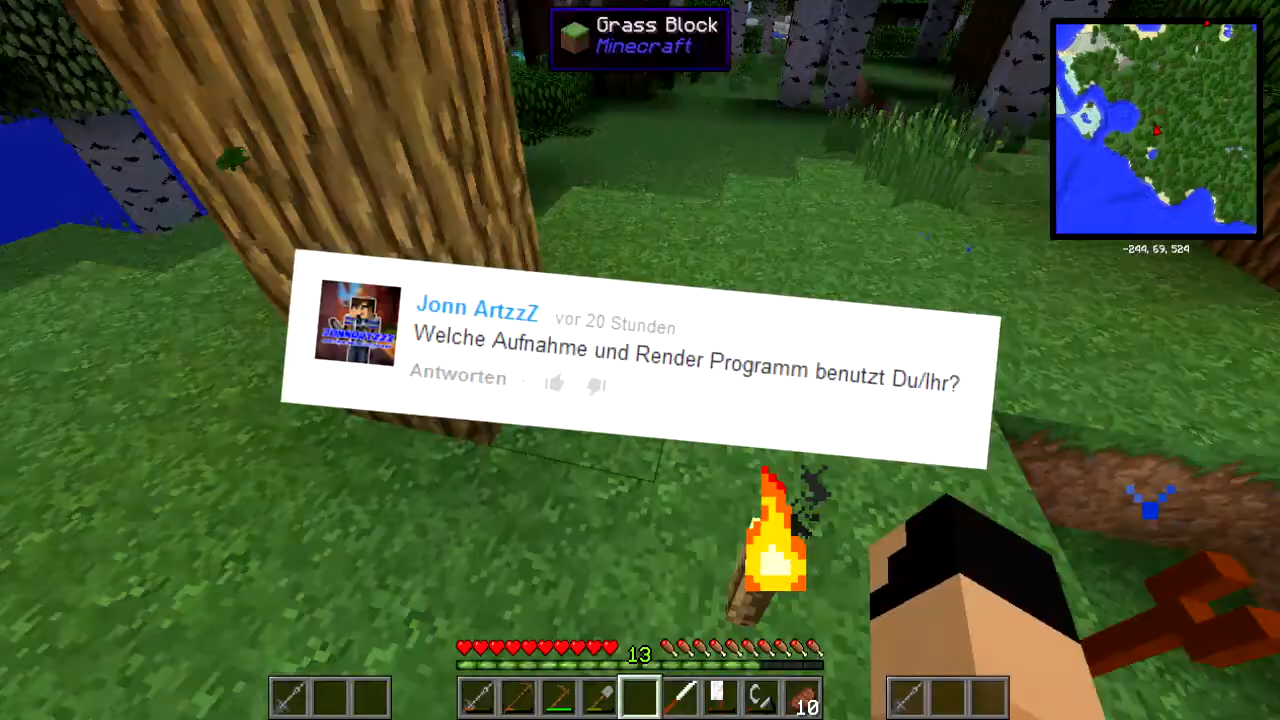 Grass Block
Minecraft
-244, 69, 524
Jonn ArtzzZ vor 20 Stunden
Welche Aufnahme und Render Programm benutzt Du/Ihr?
Antworten ·
13
10